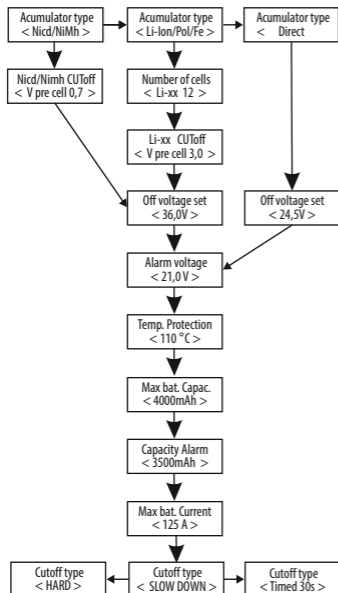 Acumulator type
< Nicd/NiMh >
Acumulator type
< Li-Ion/Pol/Fe >
Acumulator type
< Direct
Nicd/Nimh CUToff
< V pre cell 0,7 >
Number of cells
< Li-xx 12 >
Li-xx CUToff
< V pre cell 3,0 >
Off voltage set
< 36,0V >
Off voltage set
< 24,5V >
Alarm voltage
< 21,0 V >
Temp. Protection
< 110 °C >
Max bat. Capac.
< 4000mAh >
Capacity Alarm
< 3500mAh >
Max bat. Current
< 125 A >
Cutoff type
< HARD >
Cutoff type
< SLOW DOWN >
Cutoff type
< Timed 30s >